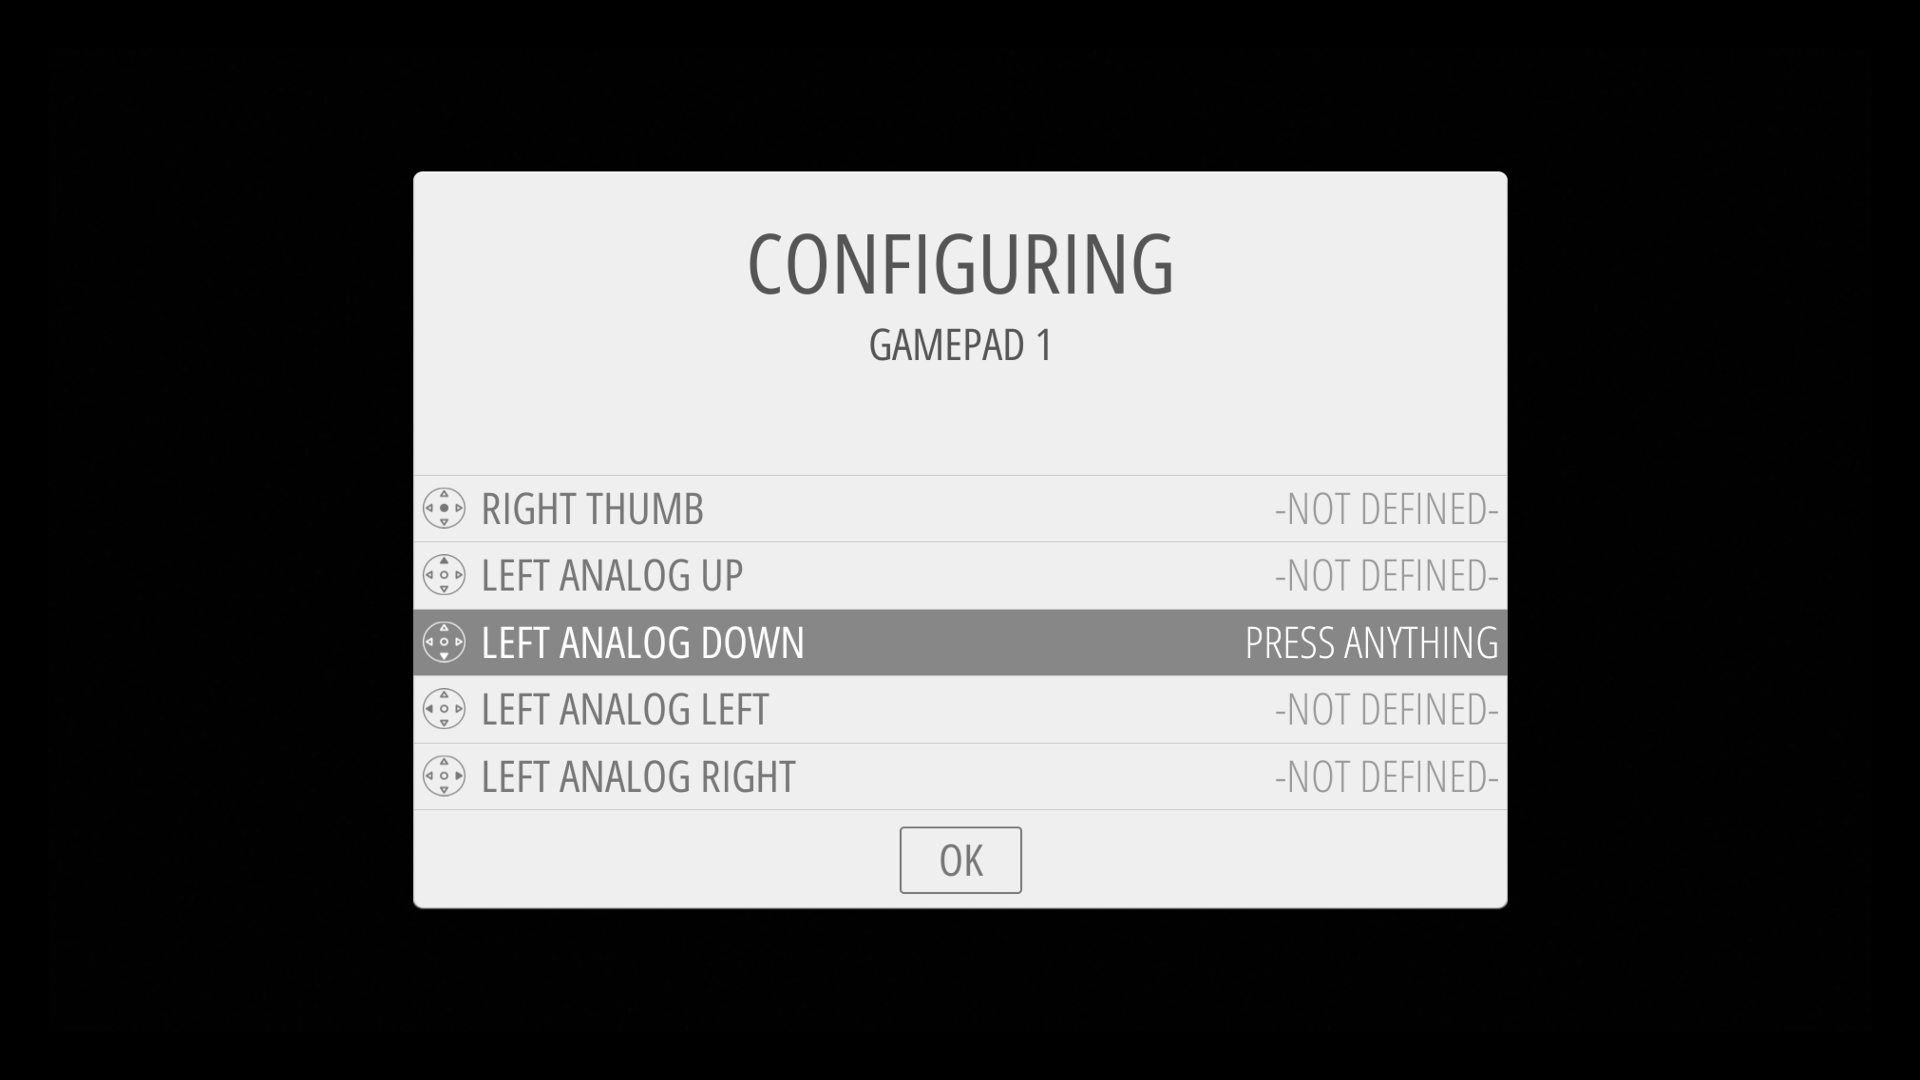 CONFIGURING
GAMEPAD 1
RIGHT THUMB -NOT DEFINED-
LEFT ANALOG UP -NOT DEFINED-
LEFT ANALOG DOWN PRESS ANYTHING
LEFT ANALOG LEFT -NOT DEFINED-
LEFT ANALOG RIGHT -NOT DEFINED-
OK